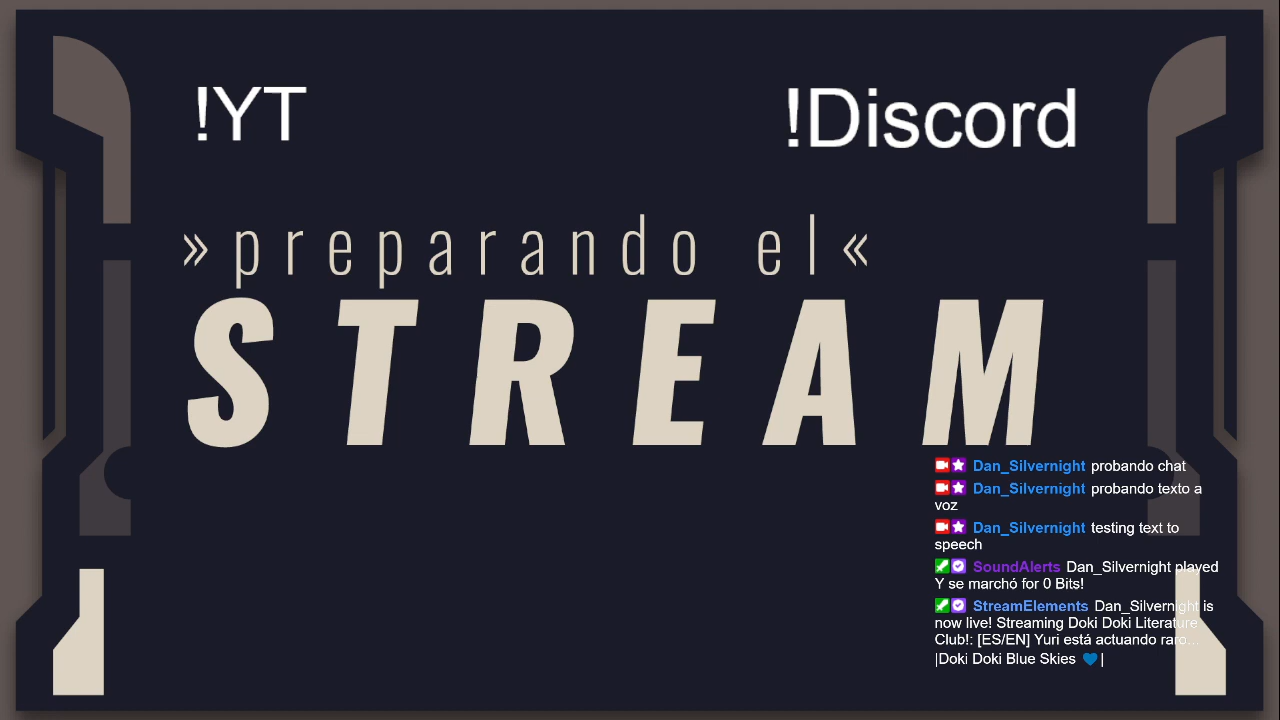 !YT
!Discord
»preparando el«
STREAM
Dan_Silvernight probando chat
Dan_Silvernight probando texto a
voz
Dan_Silvernight testing text to
speech
SoundAlerts Dan_Silvernight played
Y se marchó for 0 Bits!
StreamElements Dan_Silvernight is
now live! Streaming Doki Doki Literature
Club!: [ES/EN] Yuri está actuando raro...
|Doki Doki Blue Skies 💙|